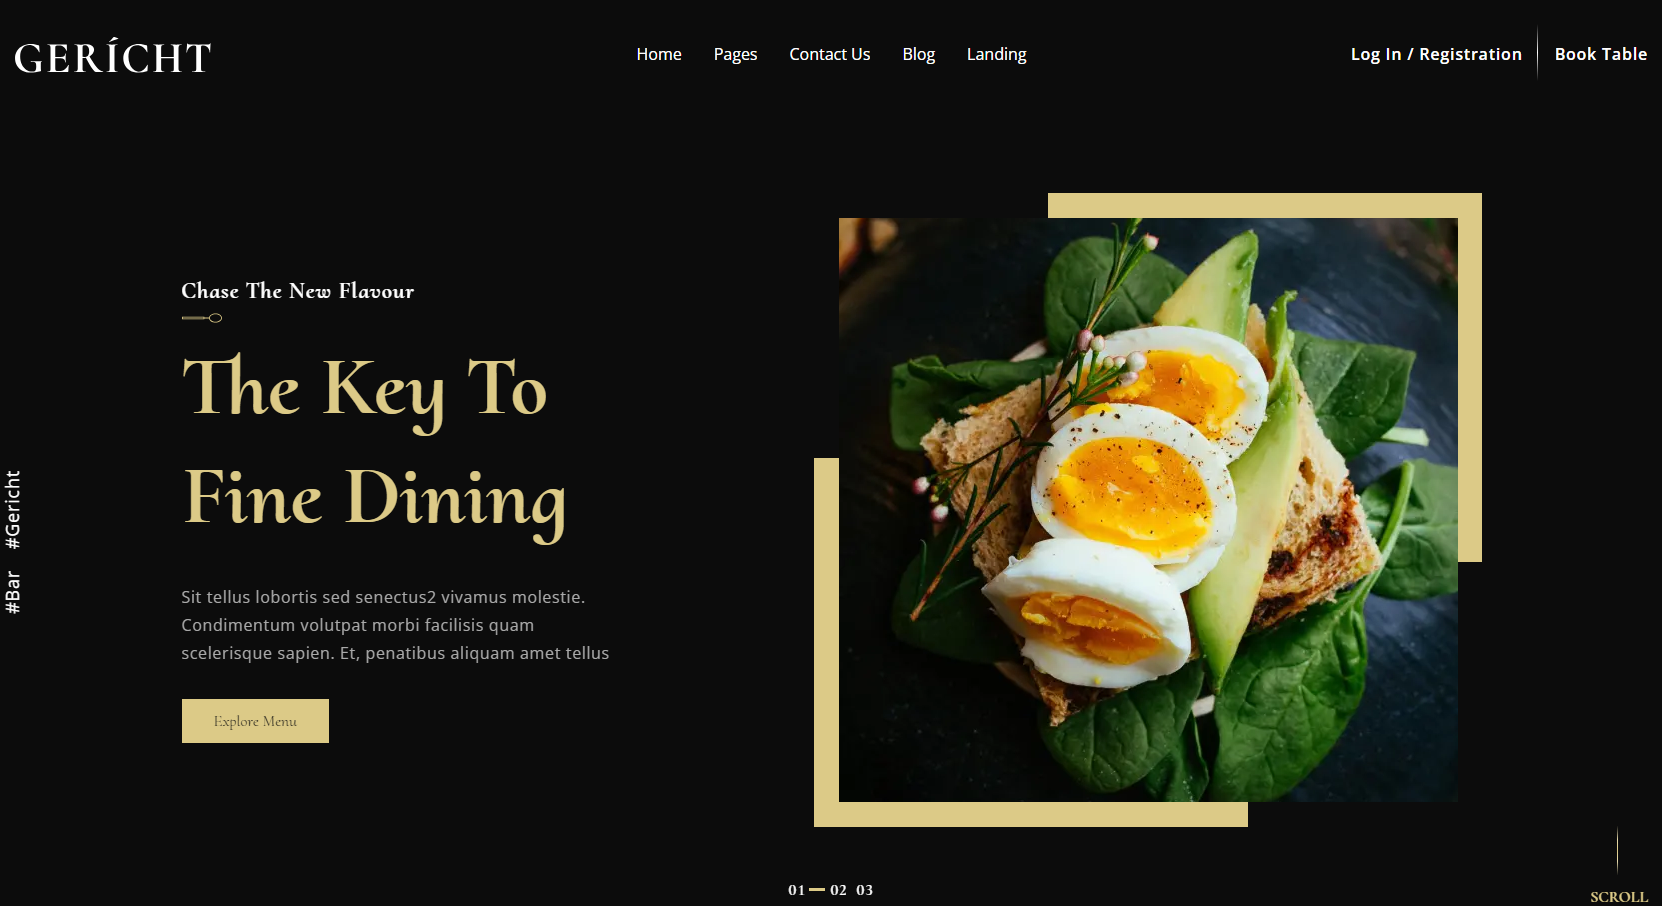 GERÍCHT
Home Pages Contact Us Blog Landing
Log In / Registration Book Table
Chase The New Flavour
The Key To
Fine Dining
Sit tellus lobortis sed senectus2 vivamus molestie.
Condimentum volutpat morbi facilisis quam
scelerisque sapien. Et, penatibus aliquam amet tellus
Explore Menu
#Bar #Gericht
01 02 03
SCROLL